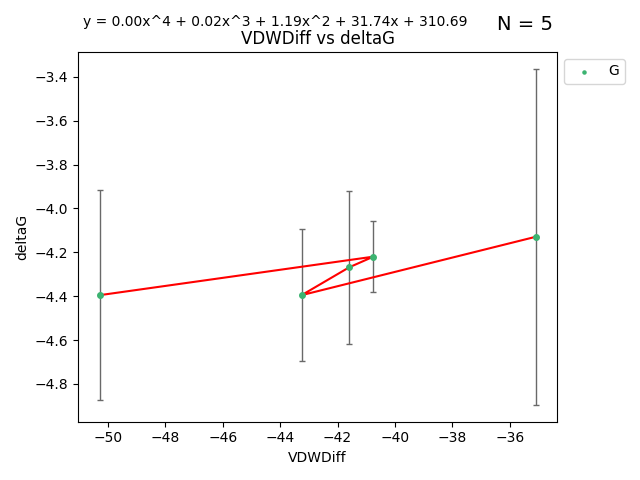 y = 0.00x^4 + 0.02x^3 + 1.19x^2 + 31.74x + 310.69
N = 5
VDWDiff vs deltaG
G
deltaG
−3.4
−3.6
−3.8
−4.0
−4.2
−4.4
−4.6
−4.8
−50 −48 −46 −44 −42 −40 −38 −36
VDWDiff